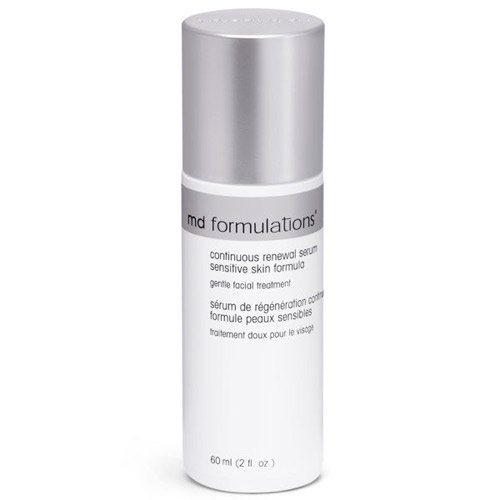 md formulations®
continuous renewal serum
sensitive skin formula
gentle facial treatment
sérum de régénération
formule peaux sensibles
traitement doux pour le visage
60 ml (2 fl. oz.)